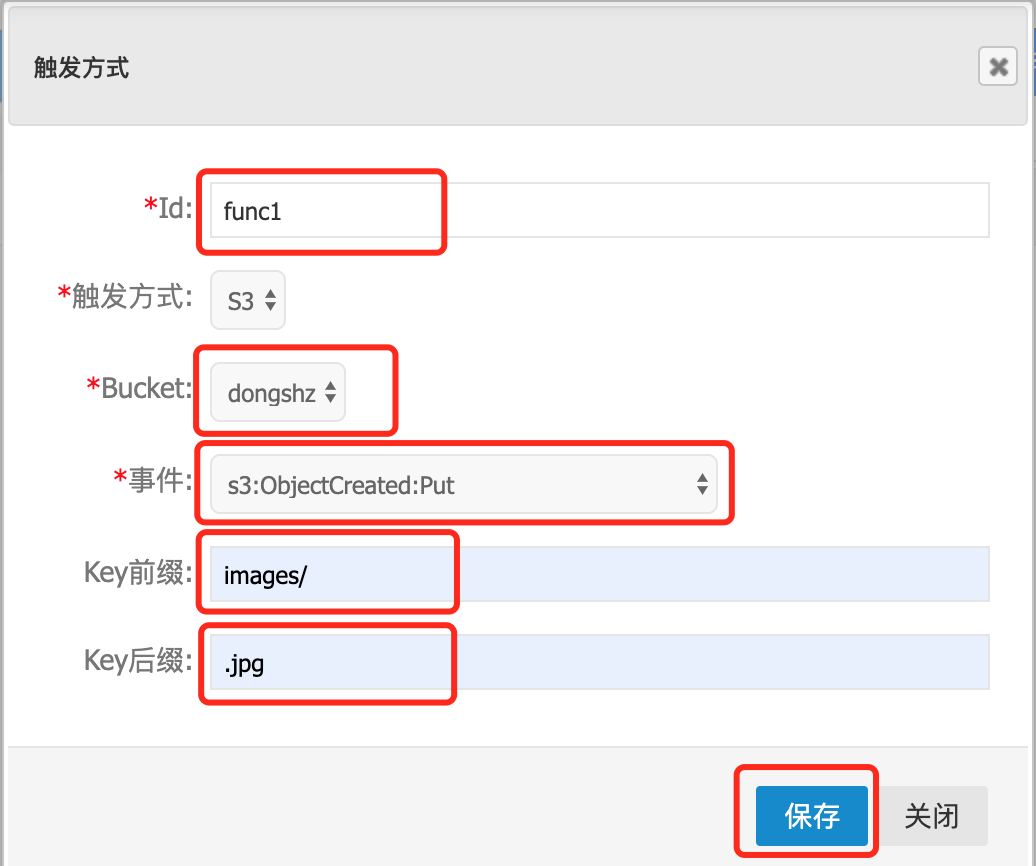 触发方式
*Id: func1
*触发方式: S3
*Bucket: dongshz
*事件: s3:ObjectCreated:Put
Key前缀: images/
Key后缀: .jpg
保存 关闭